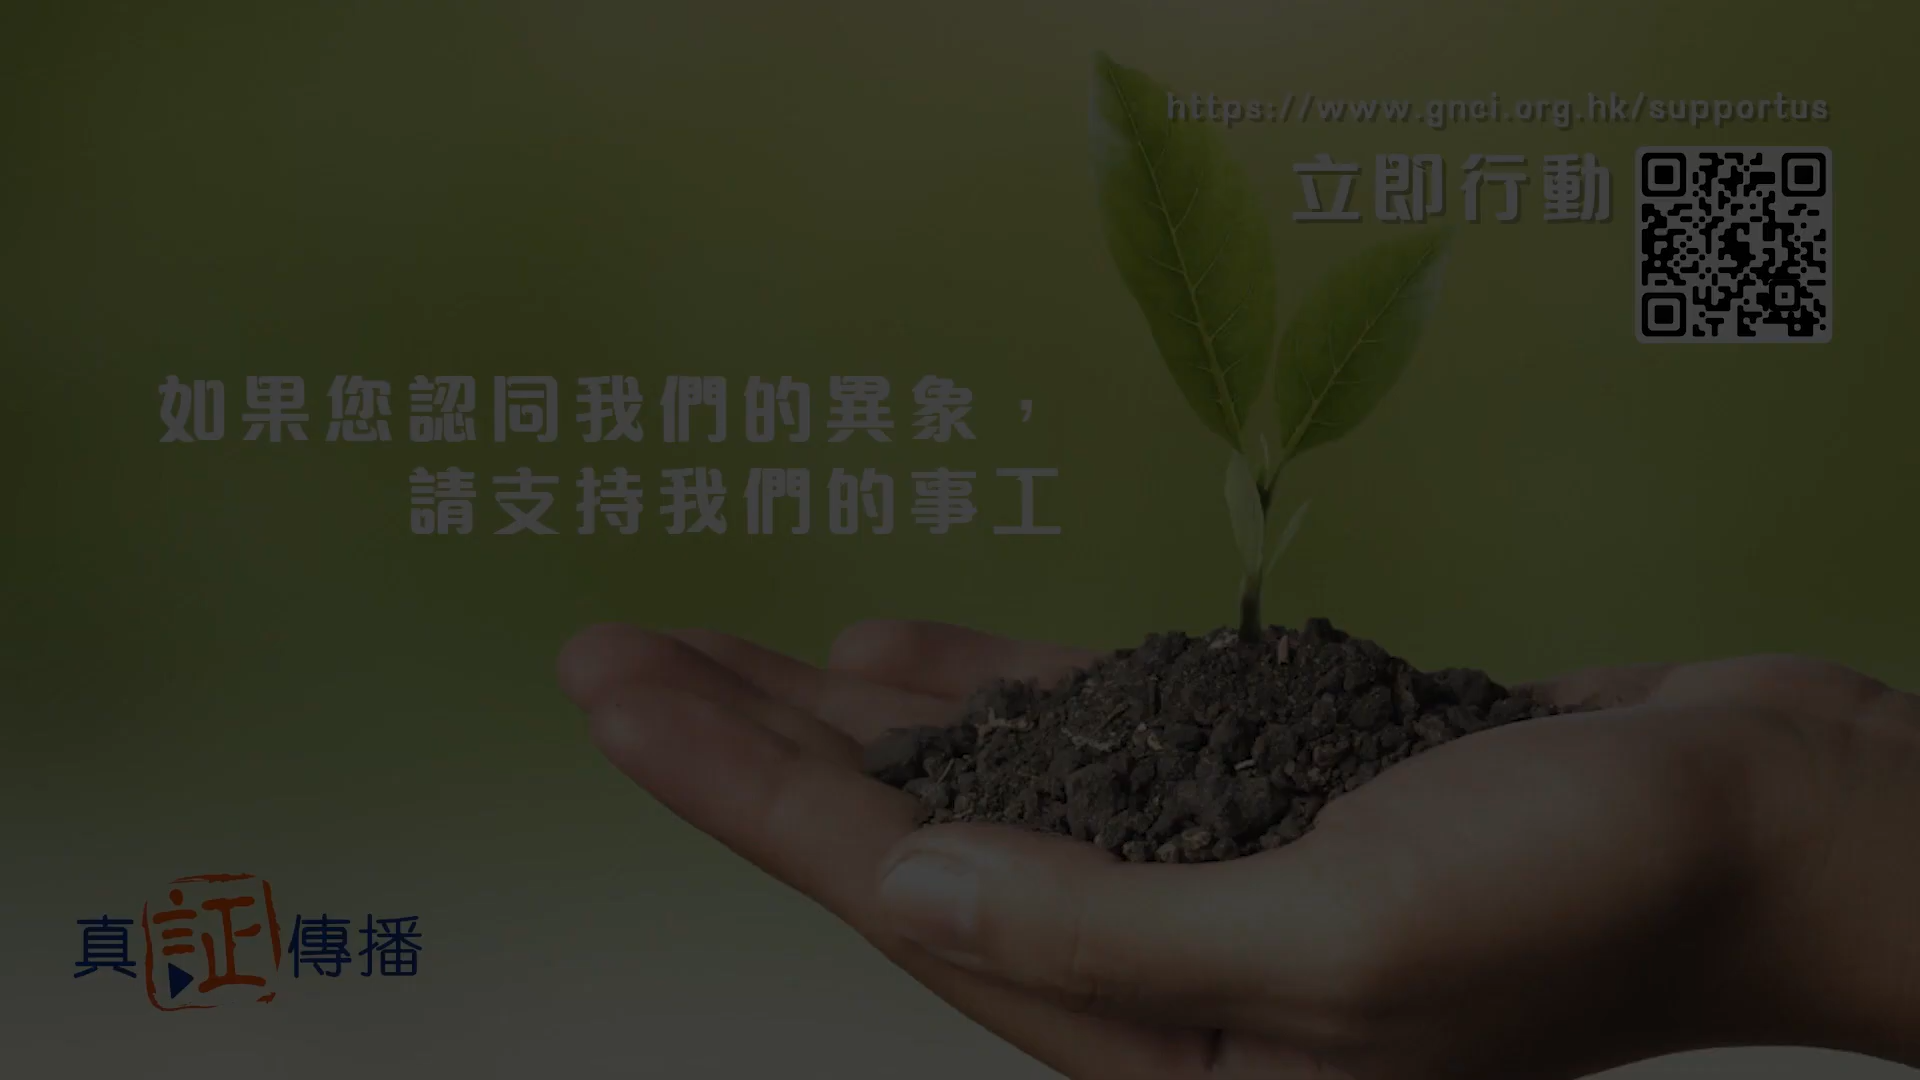 https://www.gnci.org.hk/supportus
立即行動
如果您認同我們的異象，
請支持我們的事工
真証傳播